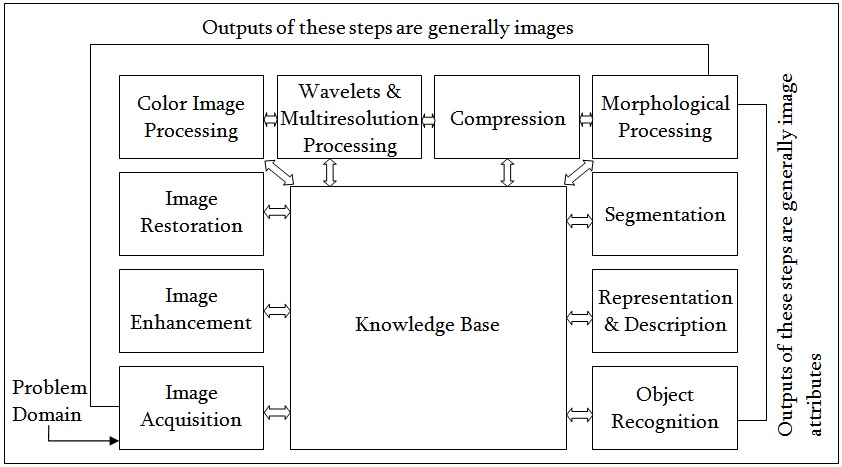 Outputs of these steps are generally images
Color Image
Processing
Wavelets &
Multiresolution
Processing
Compression
Morphological
Processing
Image
Restoration
Segmentation
Image
Enhancement
Knowledge Base
Representation
& Description
Problem
Domain
Image
Acquisition
Object
Recognition
Outputs of these steps are generally image
attributes